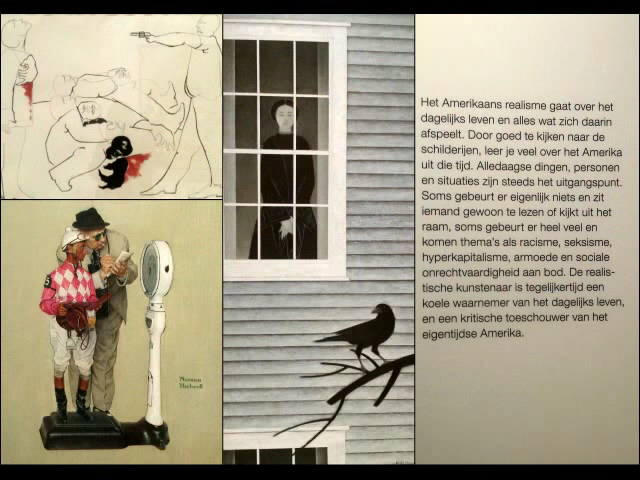 Het Amerikaans realisme gaat over het
dagelijks leven en alles wat zich daarin
afspeelt. Door goed te kijken naar de
schilderijen, leer je veel over het Amerika
uit die tijd. Alledaagse dingen, personen
en situaties zijn steeds het uitgangspunt.
Soms gebeurt er eigenlijk niets en zit
iemand gewoon te lezen of kijkt uit het
raam, soms gebeurt er heel veel en
komen thema's als racisme, seksisme,
hyperkapitalisme, armoede en sociale
onrechtvaardigheid aan bod. De realis-
tische kunstenaar is tegelijkertijd een
koele waarnemer van het dagelijks leven,
en een kritische toeschouwer van het
eigentijdse Amerika.
5
Norman
Rockwell